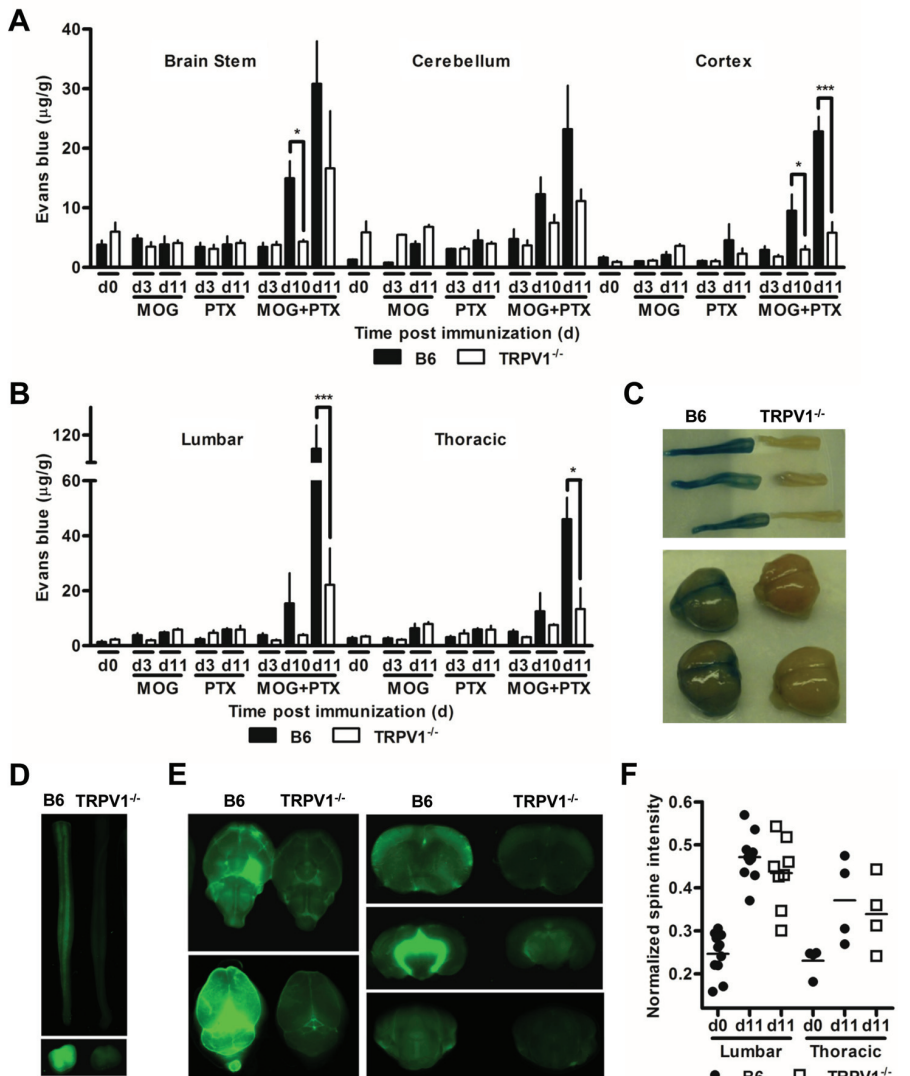 A
40
30
20
10
0
Evans blue (µg/g)
Brain Stem Cerebellum Cortex
* * ***
d0 d3 d11 d3 d11 d3 d10 d11 d0 d3 d11 d3 d11 d3 d10 d11 d0 d3 d11 d3 d11 d3 d10 d11
MOG PTX MOG+PTX MOG PTX MOG+PTX MOG PTX MOG+PTX
Time post immunization (d)
B6 TRPV1-/-
B
120
60
40
20
0
Evans blue (µg/g)
Lumbar Thoracic
*** *
d0 d3 d11 d3 d11 d3 d10 d11 d0 d3 d11 d3 d11 d3 d10 d11
MOG PTX MOG+PTX MOG PTX MOG+PTX
Time post immunization (d)
B6 TRPV1-/-
C
B6 TRPV1-/-
D
B6 TRPV1-/-
E
B6 TRPV1-/- B6 TRPV1-/-
F
0.6
0.5
0.4
0.3
0.2
Normalized spine intensity
d0 d11 d11 d0 d11 d11
Lumbar Thoracic
B6 TRPV1-/-